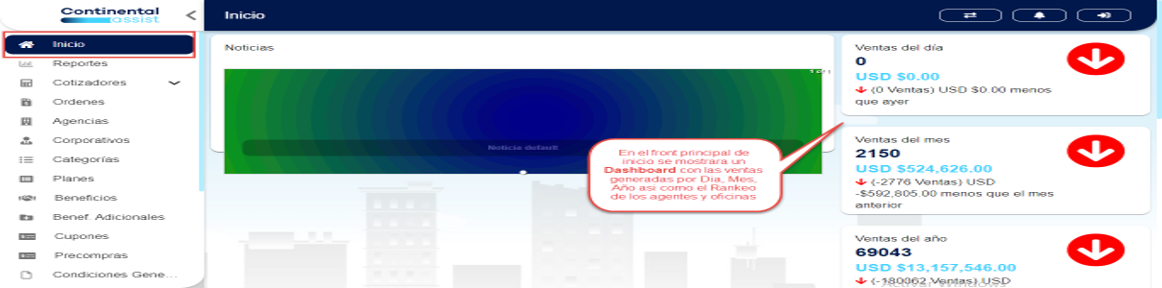 Continental
assist
Inicio
Inicio
Reportes
Cotizadores
Ordenes
Agencias
Corporativos
Categorías
Planes
Beneficios
Benef. Adicionales
Cupones
Precompras
Condiciones Gene...
Noticias
Noticia default
En el front principal de
inicio se mostrara un
Dashboard con las ventas
generadas por Dia, Mes,
Año asi como el Rankeo
de los agentes y oficinas
Ventas del día
0
USD $0.00
(0 Ventas) USD $0.00 menos
que ayer
Ventas del mes
2150
USD $524,626.00
(-2776 Ventas) USD
-$592,805.00 menos que el mes
anterior
Ventas del año
69043
USD $13,157,546.00
(-180062 Ventas) USD